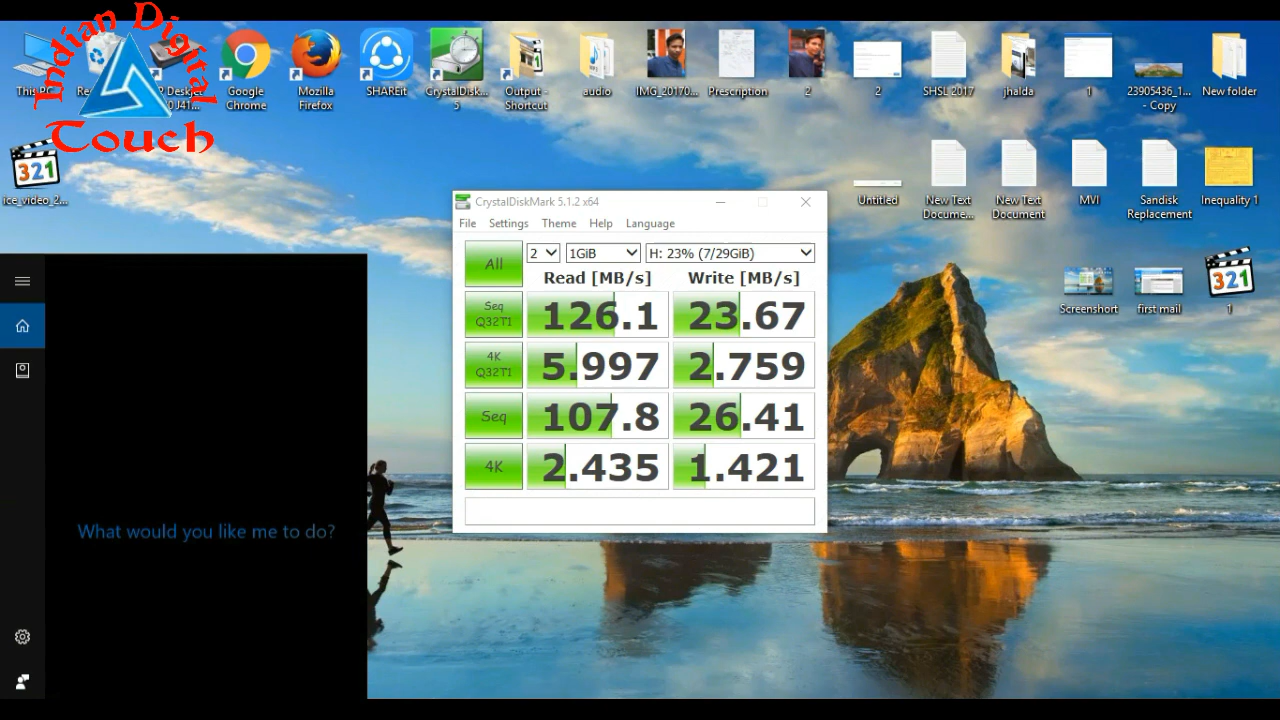 Indian Digital
Touch
This PC
Google
Chrome
Mozilla
Firefox
SHAREit
CrystalDisk...
5
Output -
Shortcut
audio
IMG_20170...
Prescription
2
2
SHSL 2017
jhalda
1
23905436_1...
- Copy
New folder
ice_video_2...
Untitled
New Text
Docume...
New Text
Document
MVI
Sandisk
Replacement
Inequality 1
Screenshort
first mail
1
CrystalDiskMark 5.1.2 x64
File Settings Theme Help Language
All
2 1GiB H: 23% (7/29GiB)
Read [MB/s] Write [MB/s]
Seq
Q32T1
126.1 23.67
4K
Q32T1
5.997 2.759
Seq 107.8 26.41
4K 2.435 1.421
What would you like me to do?